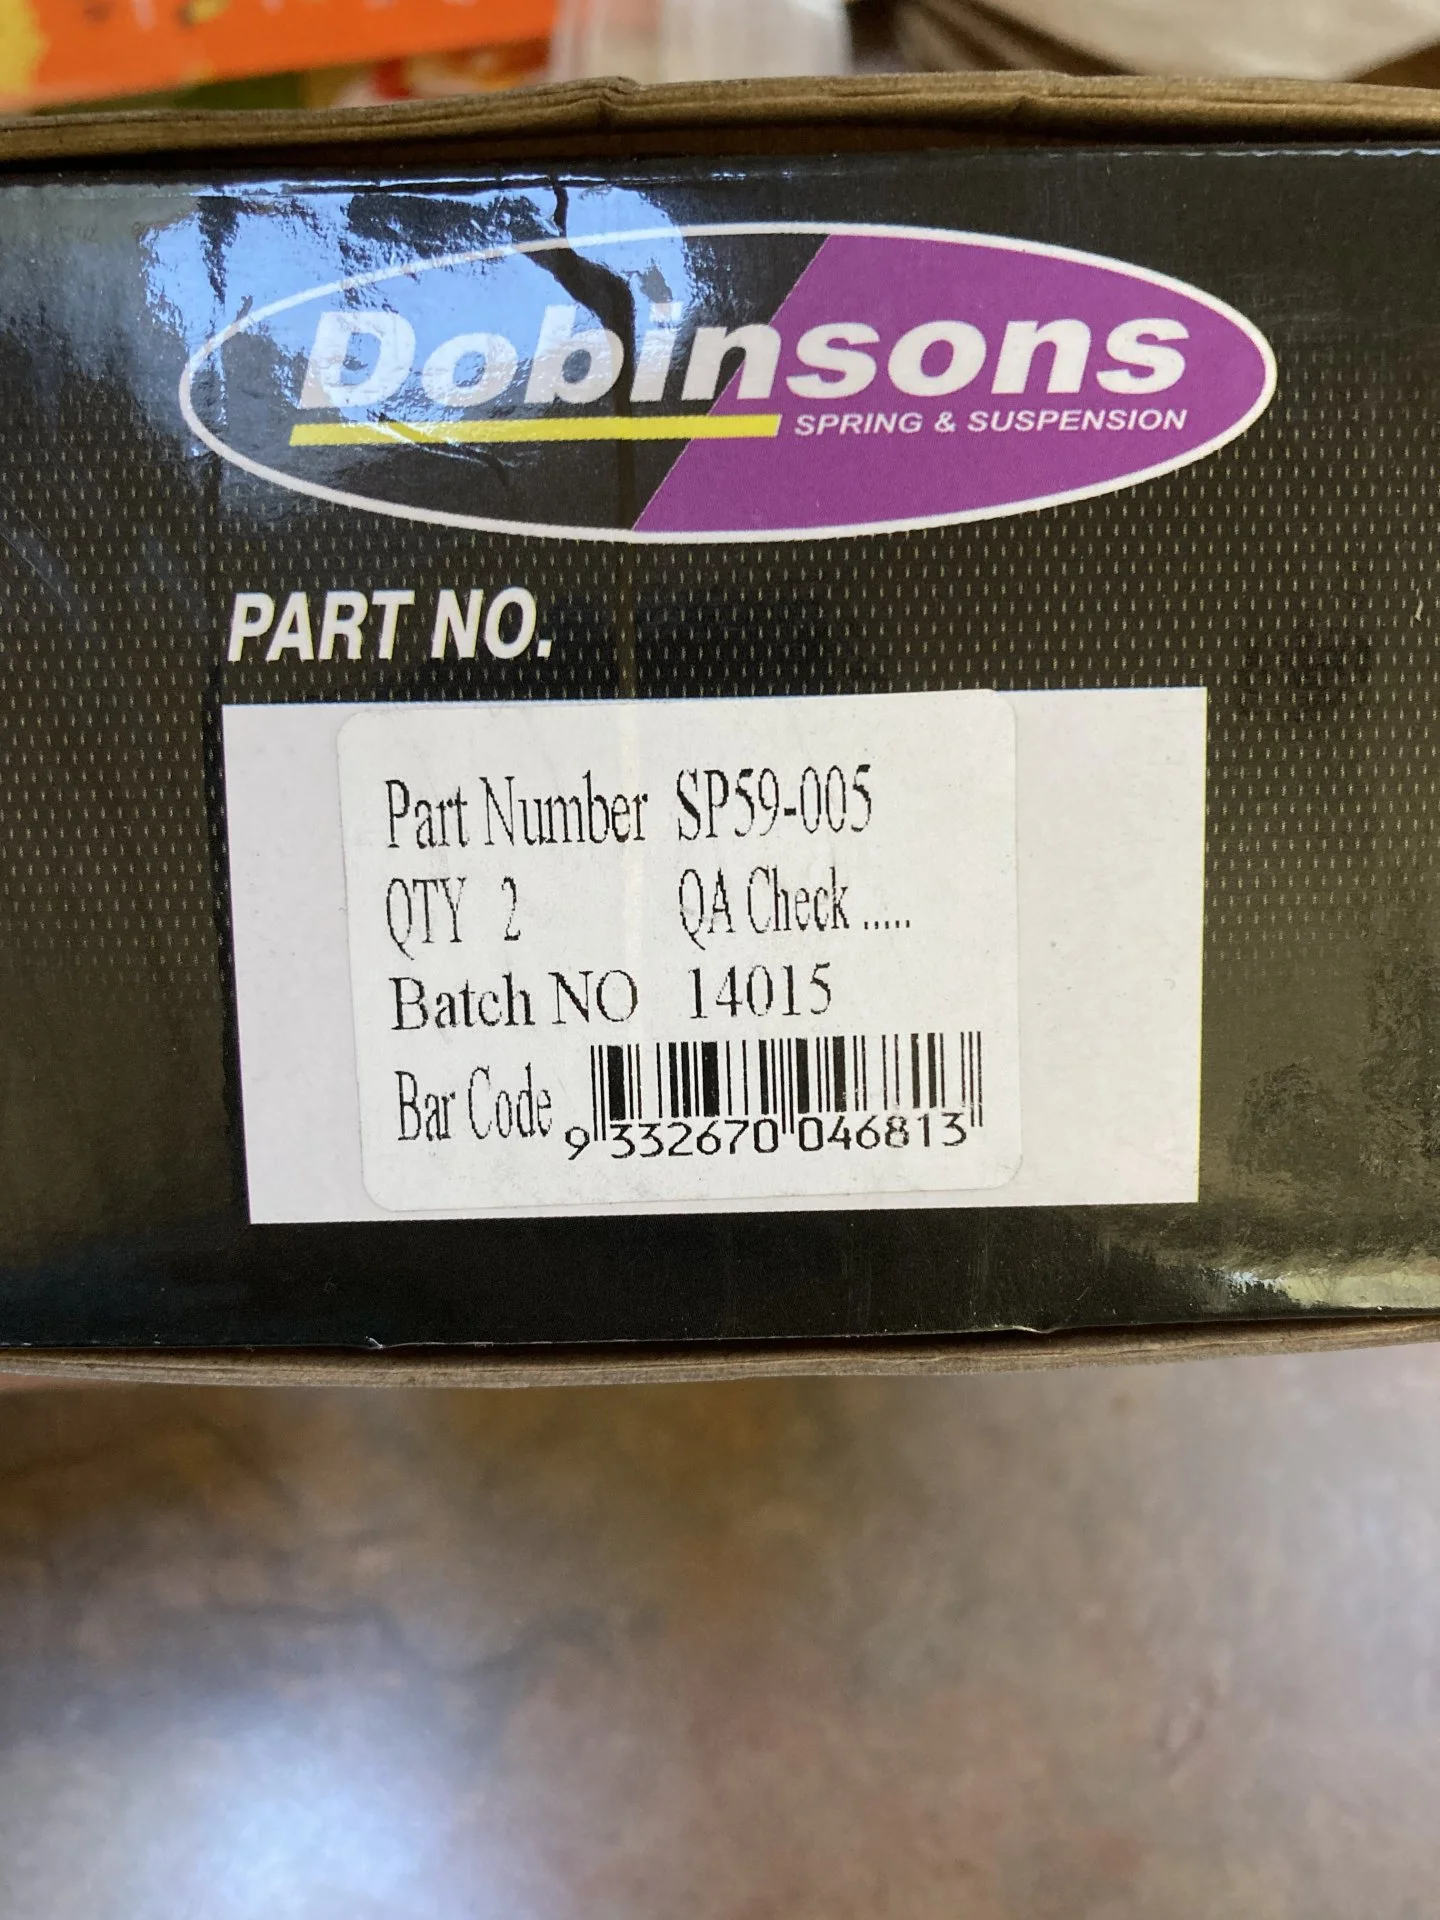 Dobinsons
SPRING & SUSPENSION
PART NO.
Part Number SP59-005
QTY 2 QA Check .....
Batch NO 14015
Bar Code 9 332670 046813